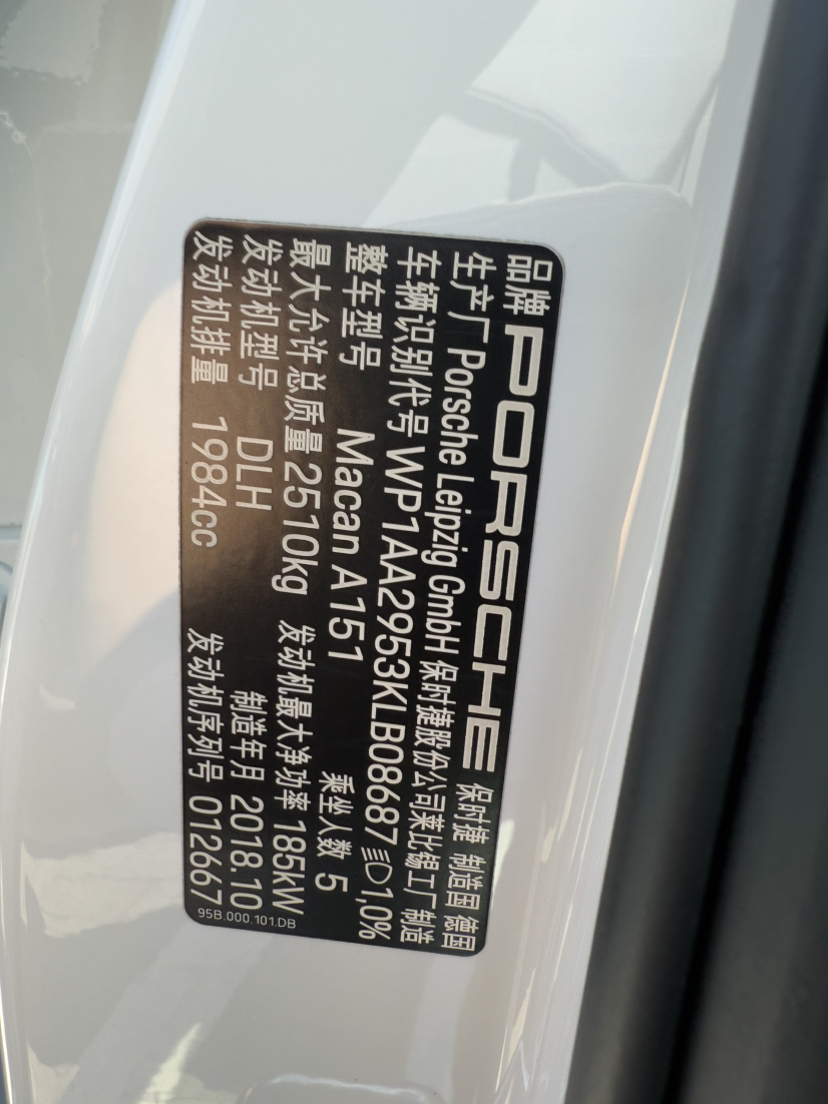 品牌 PORSCHE 保时捷 制造国 德国
生产厂 Porsche Leipzig GmbH 保时捷股份公司莱比锡工厂制造
车辆识别代号 WP1AA2953KLB08687 1,0%
整车型号 Macan A151 乘坐人数 5
最大允许总质量 2510kg 发动机最大净功率 185kW
发动机型号 DLH 制造年月 2018.10
发动机排量 1984cc 发动机序列号 012667
95B.000.101.DB